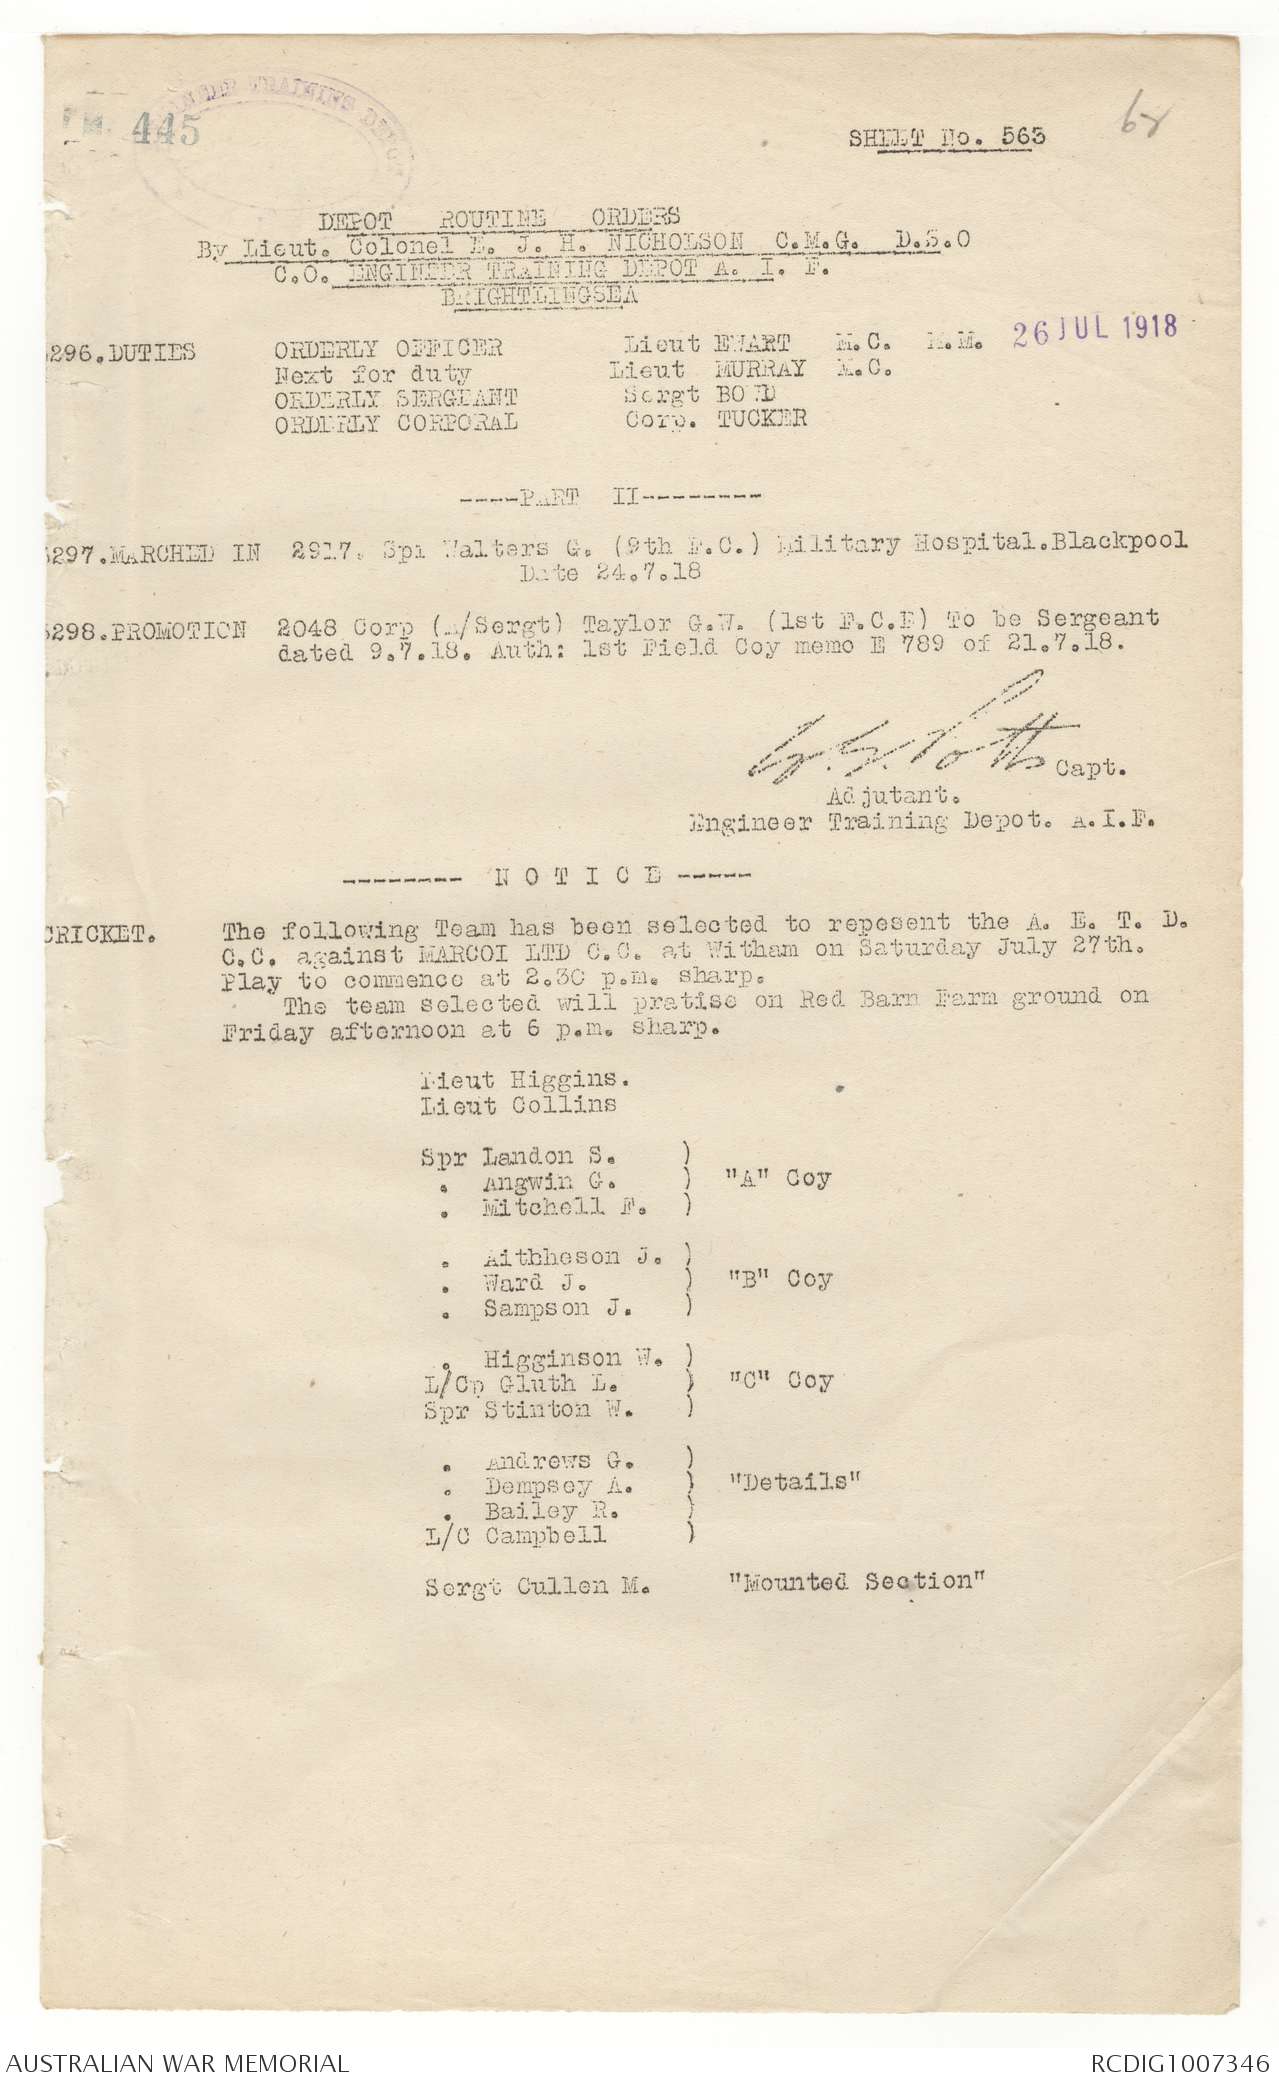 445
SHEET No. 563
68
DEPOT ROUTINE ORDERS
By Lieut. Colonel E. J. H. NICHOLSON C.M.G. D.S.O
C.O. ENGINEER TRAINING DEPOT A. I. F.
BRIGHTLINGSEA
26 JUL 1918
296.DUTIES ORDERLY OFFICER Lieut EWART M.C. M.M.
Next for duty Lieut MURRAY M.C.
ORDERLY SERGEANT Sergt BOND
ORDERLY CORPORAL Corp. TUCKER
----PART II---------
297.MARCHED IN 2917. Spr Walters G. (9th F.C.) Military Hospital.Blackpool
Date 24.7.18
298.PROMOTION 2048 Corp (A/Sergt) Taylor G.W. (1st F.C.E) To be Sergeant
dated 9.7.18. Auth: 1st Field Coy memo E 789 of 21.7.18.
Potts Capt.
Adjutant.
Engineer Training Depot. A.I.F.
-------- N O T I C E -----
CRICKET. The following Team has been selected to repesent the A. E. T. D.
C.C. against MARCOI LTD C.C. at Witham on Saturday July 27th.
Play to commence at 2.30 p.m. sharp.
The team selected will pratise on Red Barn Farm ground on
Friday afternoon at 6 p.m. sharp.
Lieut Higgins.
Lieut Collins
Spr Landon S. )
. Angwin G. ) "A" Coy
. Mitchell F. )
. Aithheson J. )
. Ward J. ) "B" Coy
. Sampson J. )
. Higginson W. )
L/Cp Gluth L. ) "C" Coy
Spr Stinton W. )
. Andrews G. )
. Dempsey A. ) "Details"
. Bailey R. )
L/C Campbell )
Sergt Cullen M. "Mounted Section"
AUSTRALIAN WAR MEMORIAL RCDIG1007346